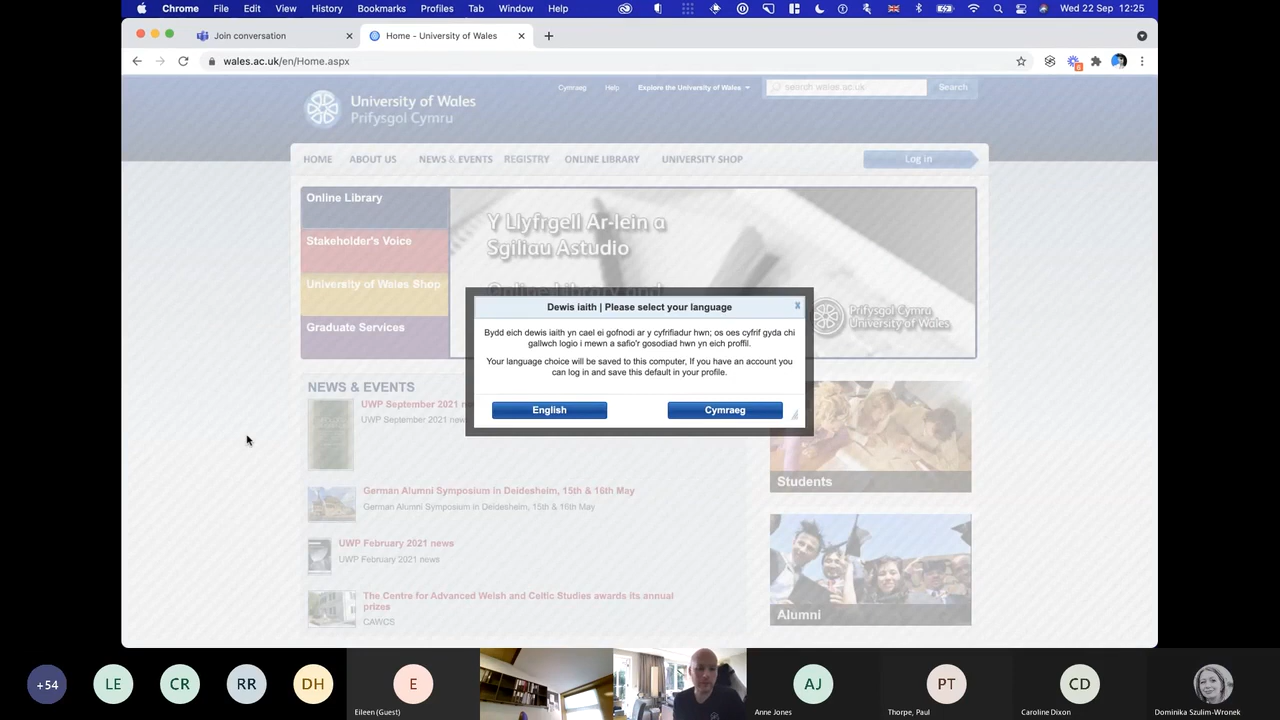 Chrome File Edit View History Bookmarks Profiles Tab Window Help Wed 22 Sep 12:25
Join conversation
Home - University of Wales
wales.ac.uk/en/Home.aspx
Cymraeg Help Explore the University of Wales search wales.ac.uk Search
University of Wales
Prifysgol Cymru
HOME ABOUT US NEWS & EVENTS REGISTRY ONLINE LIBRARY UNIVERSITY SHOP Log in
Online Library
Stakeholder's Voice
University of Wales Shop
Graduate Services
Y Llyfrgell Ar-lein a
Sgiliau Astudio
Online Library and
Prifysgol Cymru
University of Wales
Dewis iaith | Please select your language x
Bydd eich dewis iaith yn cael ei gofnodi ar y cyfrifiadur hwn; os oes cyfrif gyda chi
gallwch logio i mewn a safio'r gosodiad hwn yn eich proffil.
Your language choice will be saved to this computer, If you have an account you
can log in and save this default in your profile.
English Cymraeg
NEWS & EVENTS
UWP September 2021
UWP September 2021
German Alumni Symposium in Deidesheim, 15th & 16th May
German Alumni Symposium in Deidesheim, 15th & 16th May
UWP February 2021 news
UWP February 2021 news
The Centre for Advanced Welsh and Celtic Studies awards its annual
prizes
CAWCS
Students
Alumni
+54 LE CR RR DH E AJ PT CD
Eileen (Guest) Anne Jones Thorpe, Paul Caroline Dixon Dominika Szulim-Wronek